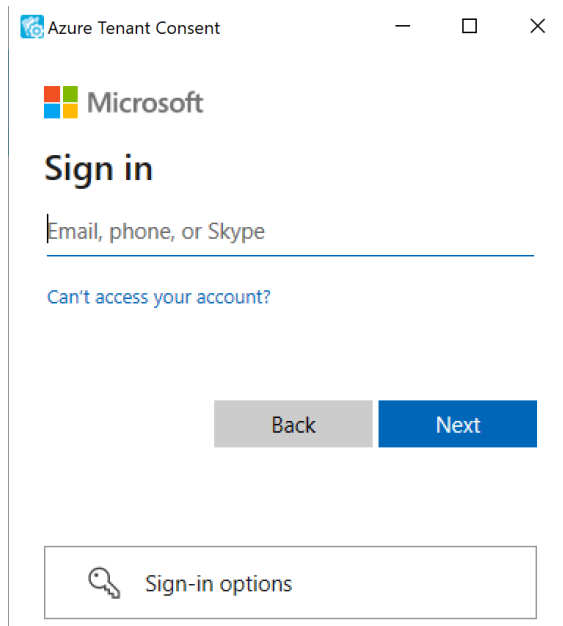 Azure Tenant Consent
Microsoft
Sign in
Email, phone, or Skype
Can't access your account?
Back
Next
Sign-in options